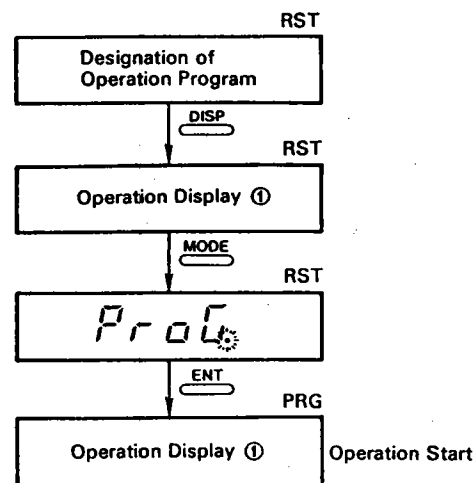 RST
Designation of
Operation Program
DISP
RST
Operation Display ①
MODE
RST
ProG.
ENT
PRG
Operation Display ① Operation Start